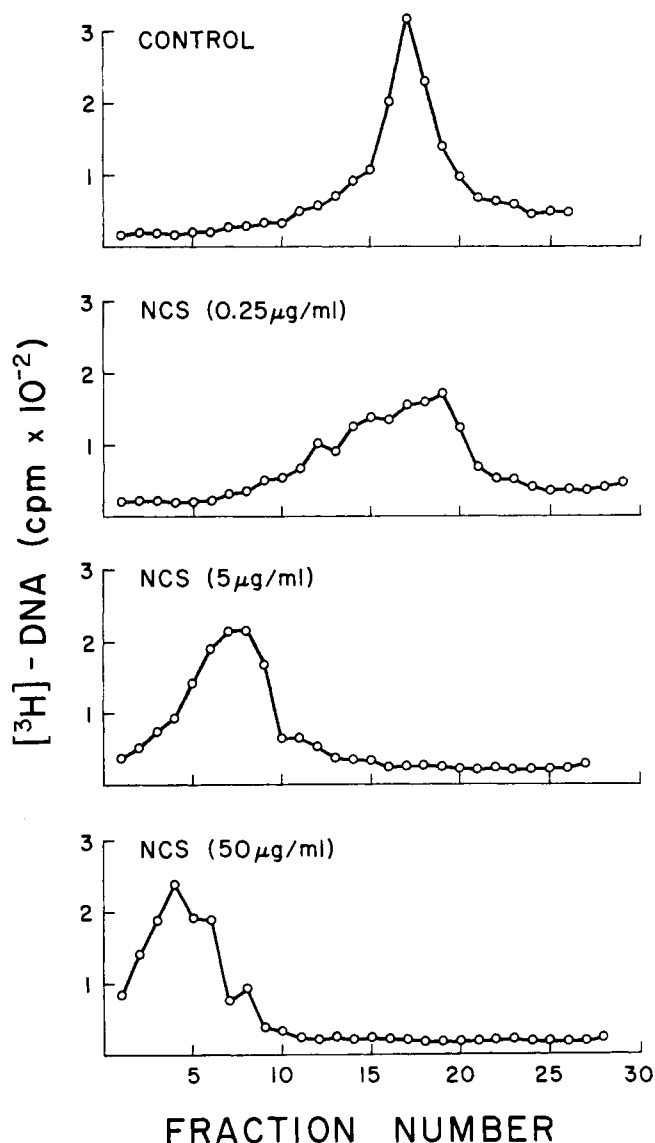 CONTROL
3
2
1
NCS (0.25μg/ml)
3
2
1
NCS (5μg/ml)
3
2
1
NCS (50μg/ml)
3
2
1
[³H]-DNA (cpm x 10⁻²)
5 10 15 20 25 30
FRACTION NUMBER